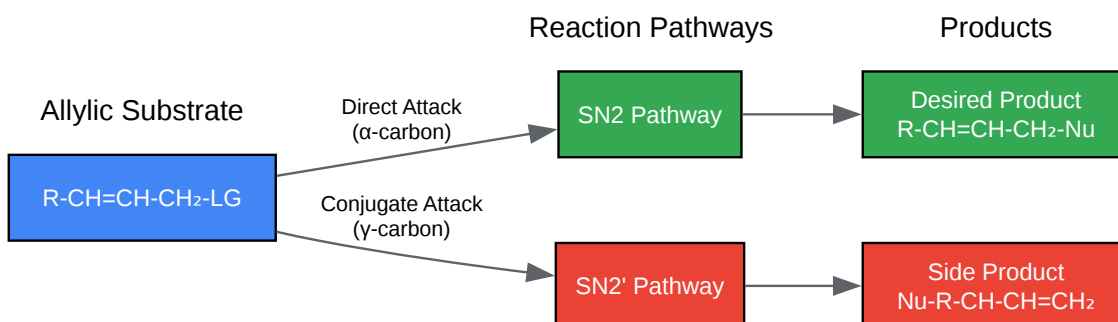 Reaction Pathways
Products
Allylic Substrate
Direct Attack
(α-carbon)
SN2 Pathway
Desired Product
R-CH=CH-CH₂-Nu
R-CH=CH-CH₂-LG
Conjugate Attack
(γ-carbon)
SN2' Pathway
Side Product
Nu-R-CH-CH=CH₂